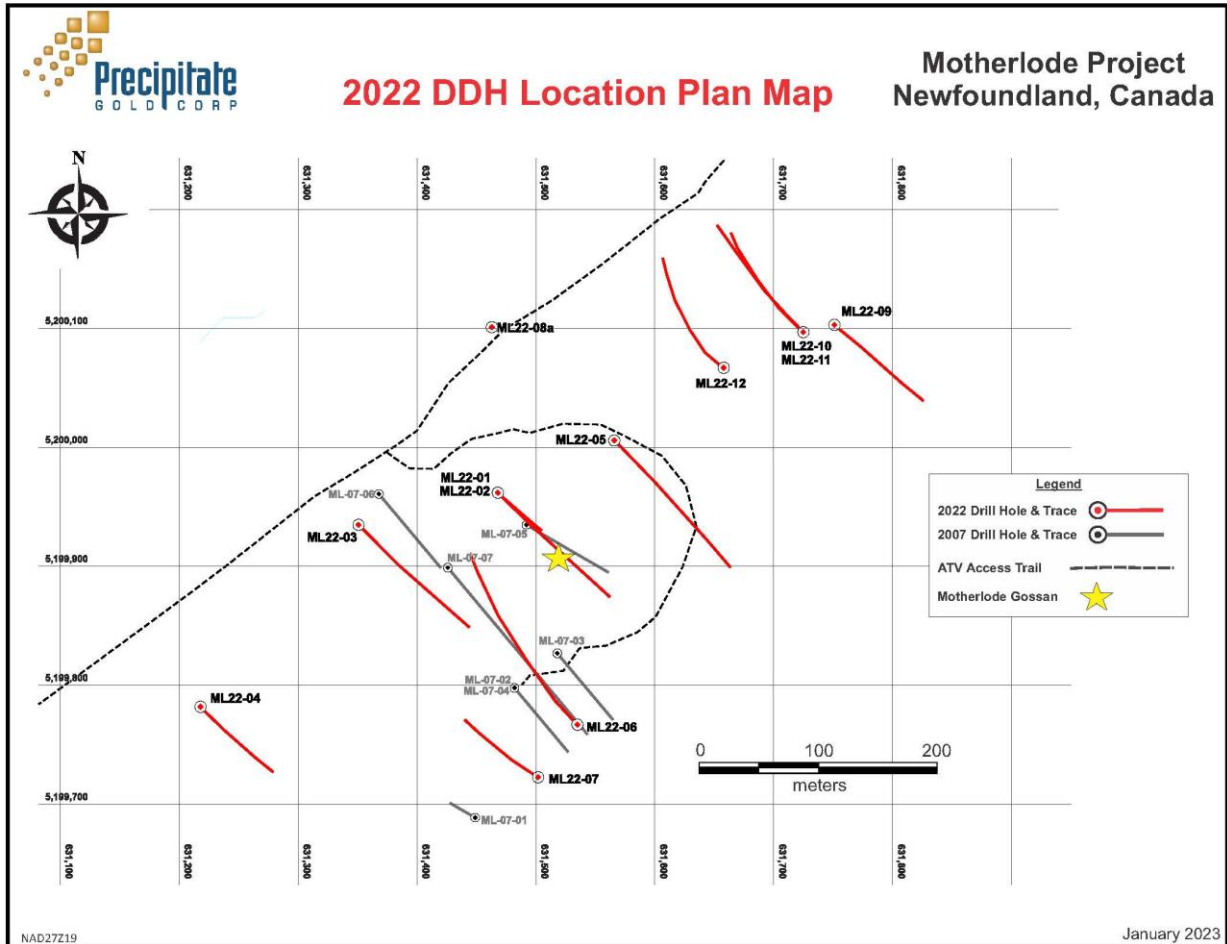 Precipitate
GOLD CORP
2022 DDH Location Plan Map
Motherlode Project
Newfoundland, Canada
N
631,200
631,300
631,400
631,500
631,600
631,700
631,800
5,200,100
5,200,000
5,199,900
5,199,800
5,199,700
ML22-08a
ML22-09
ML22-10
ML22-11
ML22-12
ML22-05
ML22-01
ML22-02
ML-07-06
ML-07-05
ML22-03
ML-07-07
ML-07-03
ML-07-02
ML-07-04
ML22-04
ML22-06
ML22-07
ML-07-01
Legend
2022 Drill Hole & Trace
2007 Drill Hole & Trace
ATV Access Trail
Motherlode Gossan
0 100 200
meters
631,100
631,200
631,300
631,400
631,500
631,600
631,700
631,800
NAD27Z19
January 2023